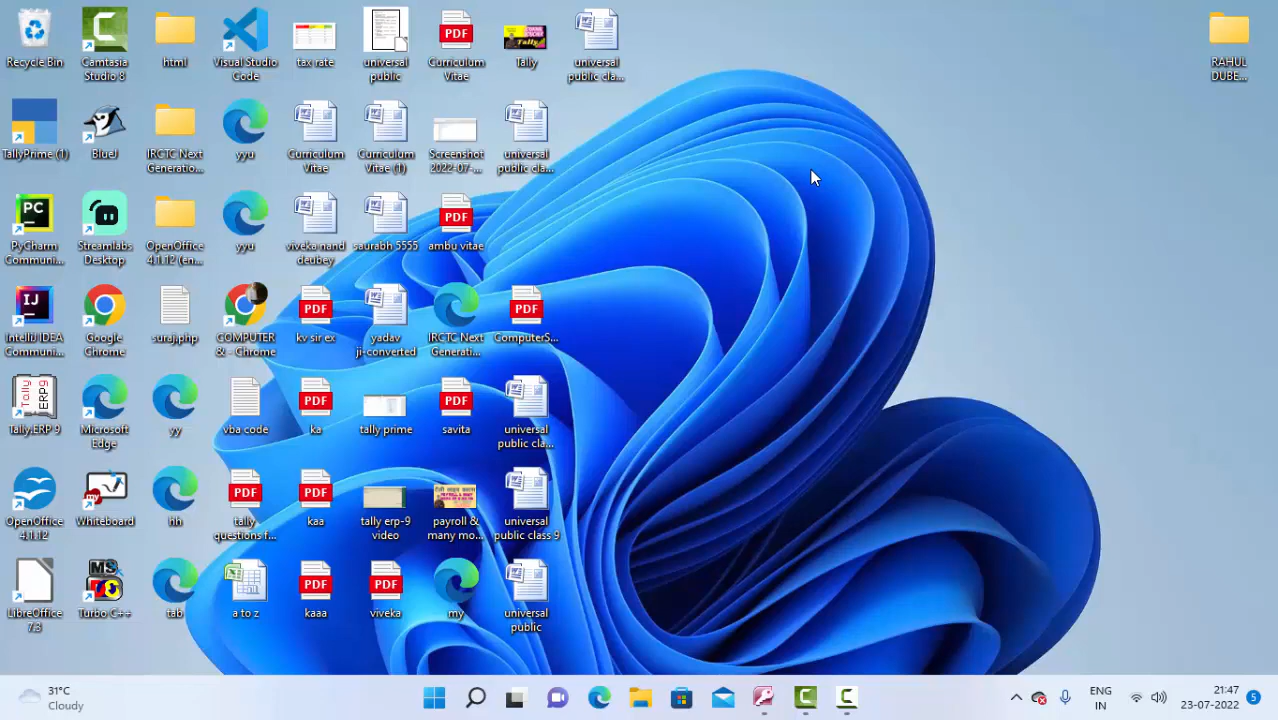 Recycle Bin
Camtasia
Studio 8
html
Visual Studio
Code
tax rate
universal
public
PDF
Curriculum
Vitae
Tally
universal
public cla...
RAHUL
DUBE...
TallyPrime (1)
BlueJ
IRCTC Next
Generatio...
yyu
Curriculum
Vitae
Curriculum
Vitae (1)
Screenshot
2022-07-...
universal
public cla...
PC
PyCharm
Communi...
Streamlabs
Desktop
OpenOffice
4.1.12 (en...
yyu
viveka nand
deubey
saurabh 5555
PDF
ambu vitae
IJ
IntelliJ IDEA
Communi...
Google
Chrome
suraj.php
COMPUTER
& - Chrome
PDF
kv sir ex
yadav
ji-converted
IRCTC Next
Generati...
PDF
ComputerS...
Tally.ERP 9
Microsoft
Edge
yy
vba code
PDF
ka
tally prime
PDF
savita
universal
public cla...
OpenOffice
4.1.12
Whiteboard
hh
PDF
tally
questions f...
PDF
kaa
tally erp-9
video
payroll &
many mo...
universal
public class 9
LibreOffice
7.3
Turbo C++
tab
a to z
PDF
kaaa
PDF
viveka
my
universal
public
31°C
Cloudy
ENG
IN
21:47
23-07-2022
5